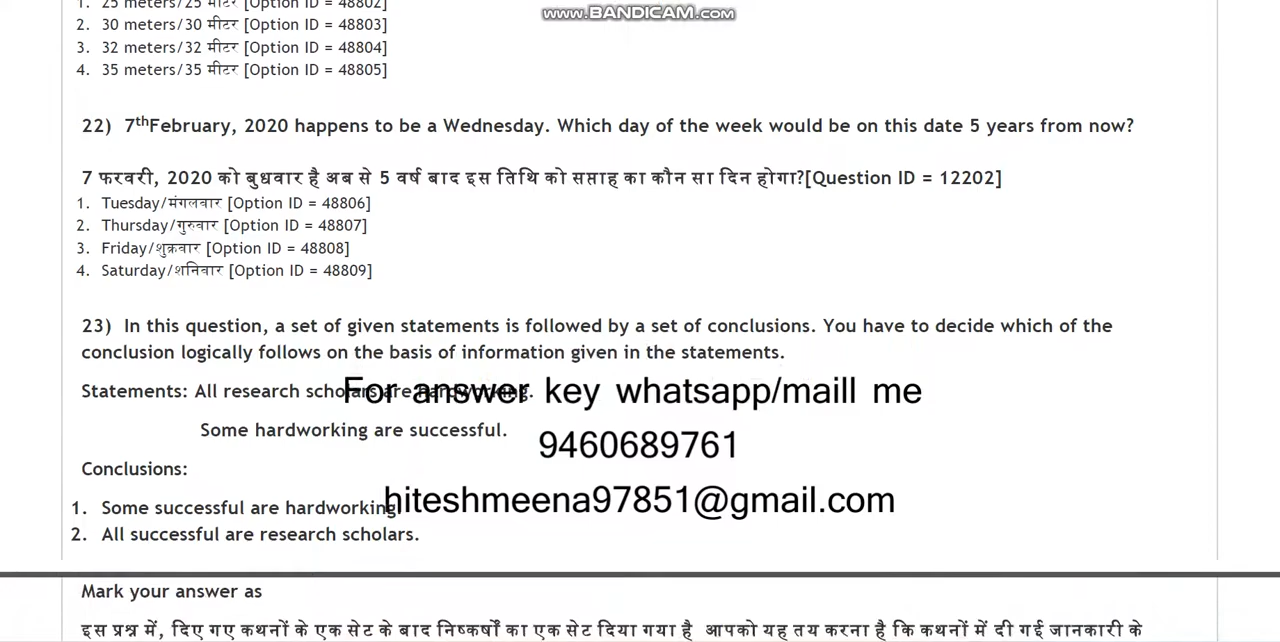 www.BANDICAM.com
1. 25 meters/25 मीटर [Option ID = 48802]
2. 30 meters/30 मीटर [Option ID = 48803]
3. 32 meters/32 मीटर [Option ID = 48804]
4. 35 meters/35 मीटर [Option ID = 48805]
22) 7thFebruary, 2020 happens to be a Wednesday. Which day of the week would be on this date 5 years from now?
7 फरवरी, 2020 को बुधवार है अब से 5 वर्ष बाद इस तिथि को सप्ताह का कौन सा दिन होगा?[Question ID = 12202]
1. Tuesday/मंगलवार [Option ID = 48806]
2. Thursday/गुरुवार [Option ID = 48807]
3. Friday/शुक्रवार [Option ID = 48808]
4. Saturday/शनिवार [Option ID = 48809]
23) In this question, a set of given statements is followed by a set of conclusions. You have to decide which of the
conclusion logically follows on the basis of information given in the statements.
Statements: All research scholars are hardworking.
For answer key whatsapp/maill me
Some hardworking are successful.
9460689761
Conclusions:
1. Some successful are hardworking.
hiteshmeena97851@gmail.com
2. All successful are research scholars.
Mark your answer as
इस प्रश्न में, दिए गए कथनों के एक सेट के बाद निष्कर्षों का एक सेट दिया गया है आपको यह तय करना है कि कथनों में दी गई जानकारी के